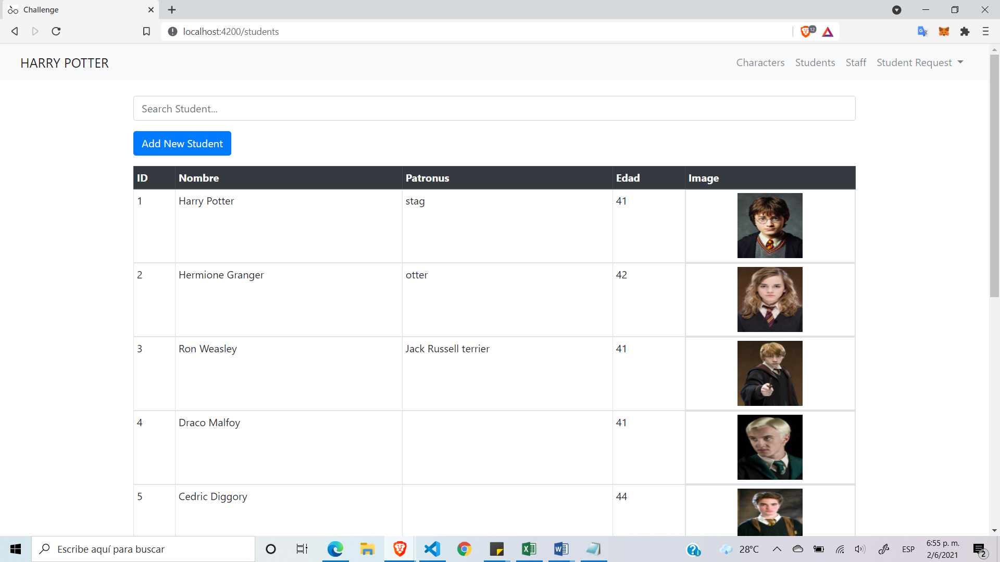 Challenge
localhost:4200/students
12
HARRY POTTER
Characters Students Staff Student Request
Search Student...
Add New Student
ID Nombre Patronus Edad Image
1 Harry Potter stag 41
2 Hermione Granger otter 42
3 Ron Weasley Jack Russell terrier 41
4 Draco Malfoy 41
5 Cedric Diggory 44
Escribe aquí para buscar
28°C
ESP
6:55 p. m.
2/6/2021
2